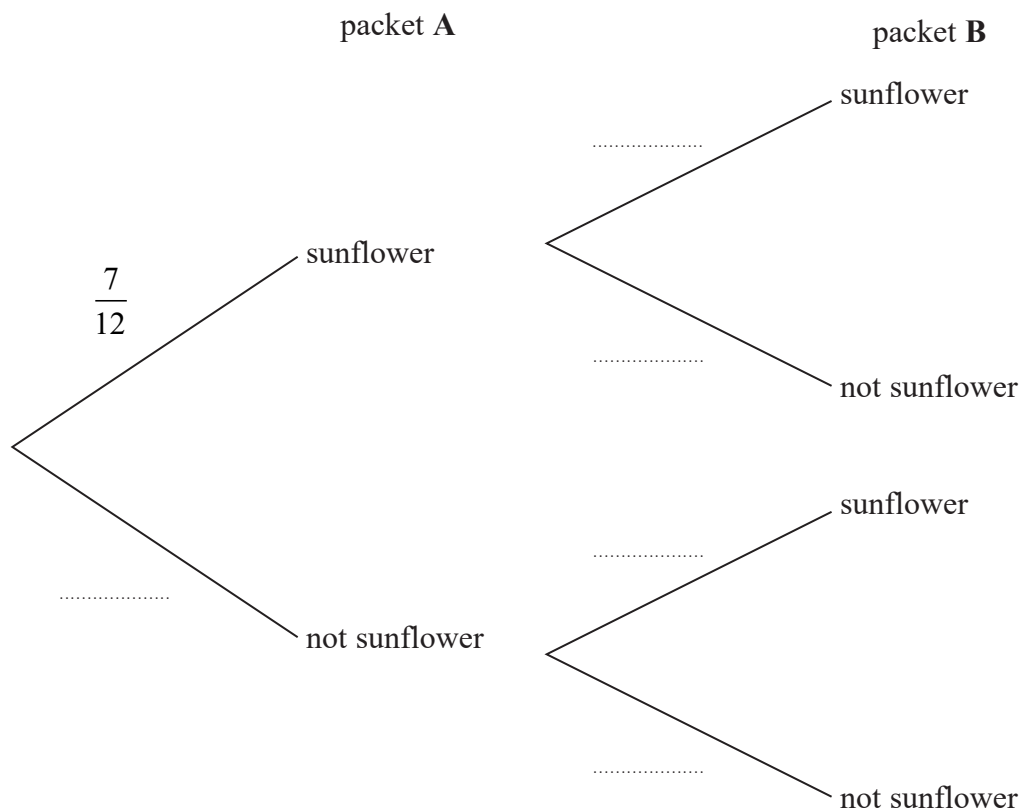 packet A
packet B
sunflower
....................
sunflower
7
12
....................
not sunflower
sunflower
....................
....................
not sunflower
....................
not sunflower